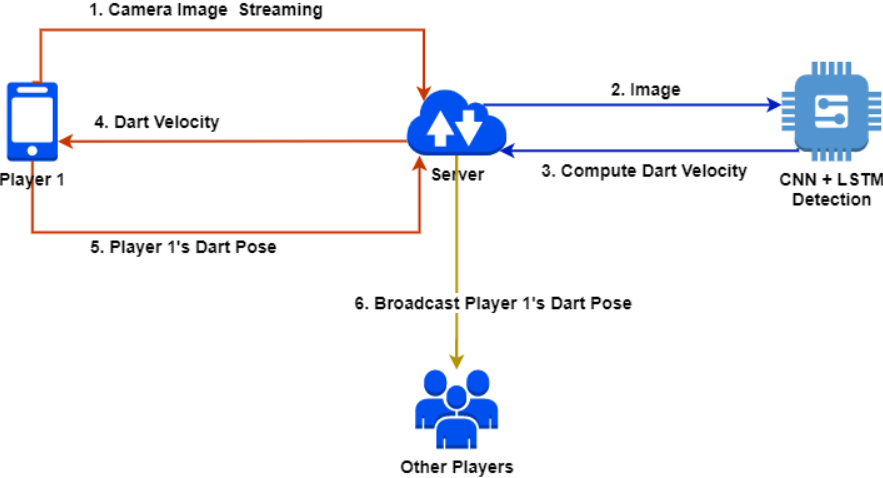 1. Camera Image Streaming
2. Image
4. Dart Velocity
3. Compute Dart Velocity
Player 1
Server
CNN + LSTM
Detection
5. Player 1's Dart Pose
6. Broadcast Player 1's Dart Pose
Other Players